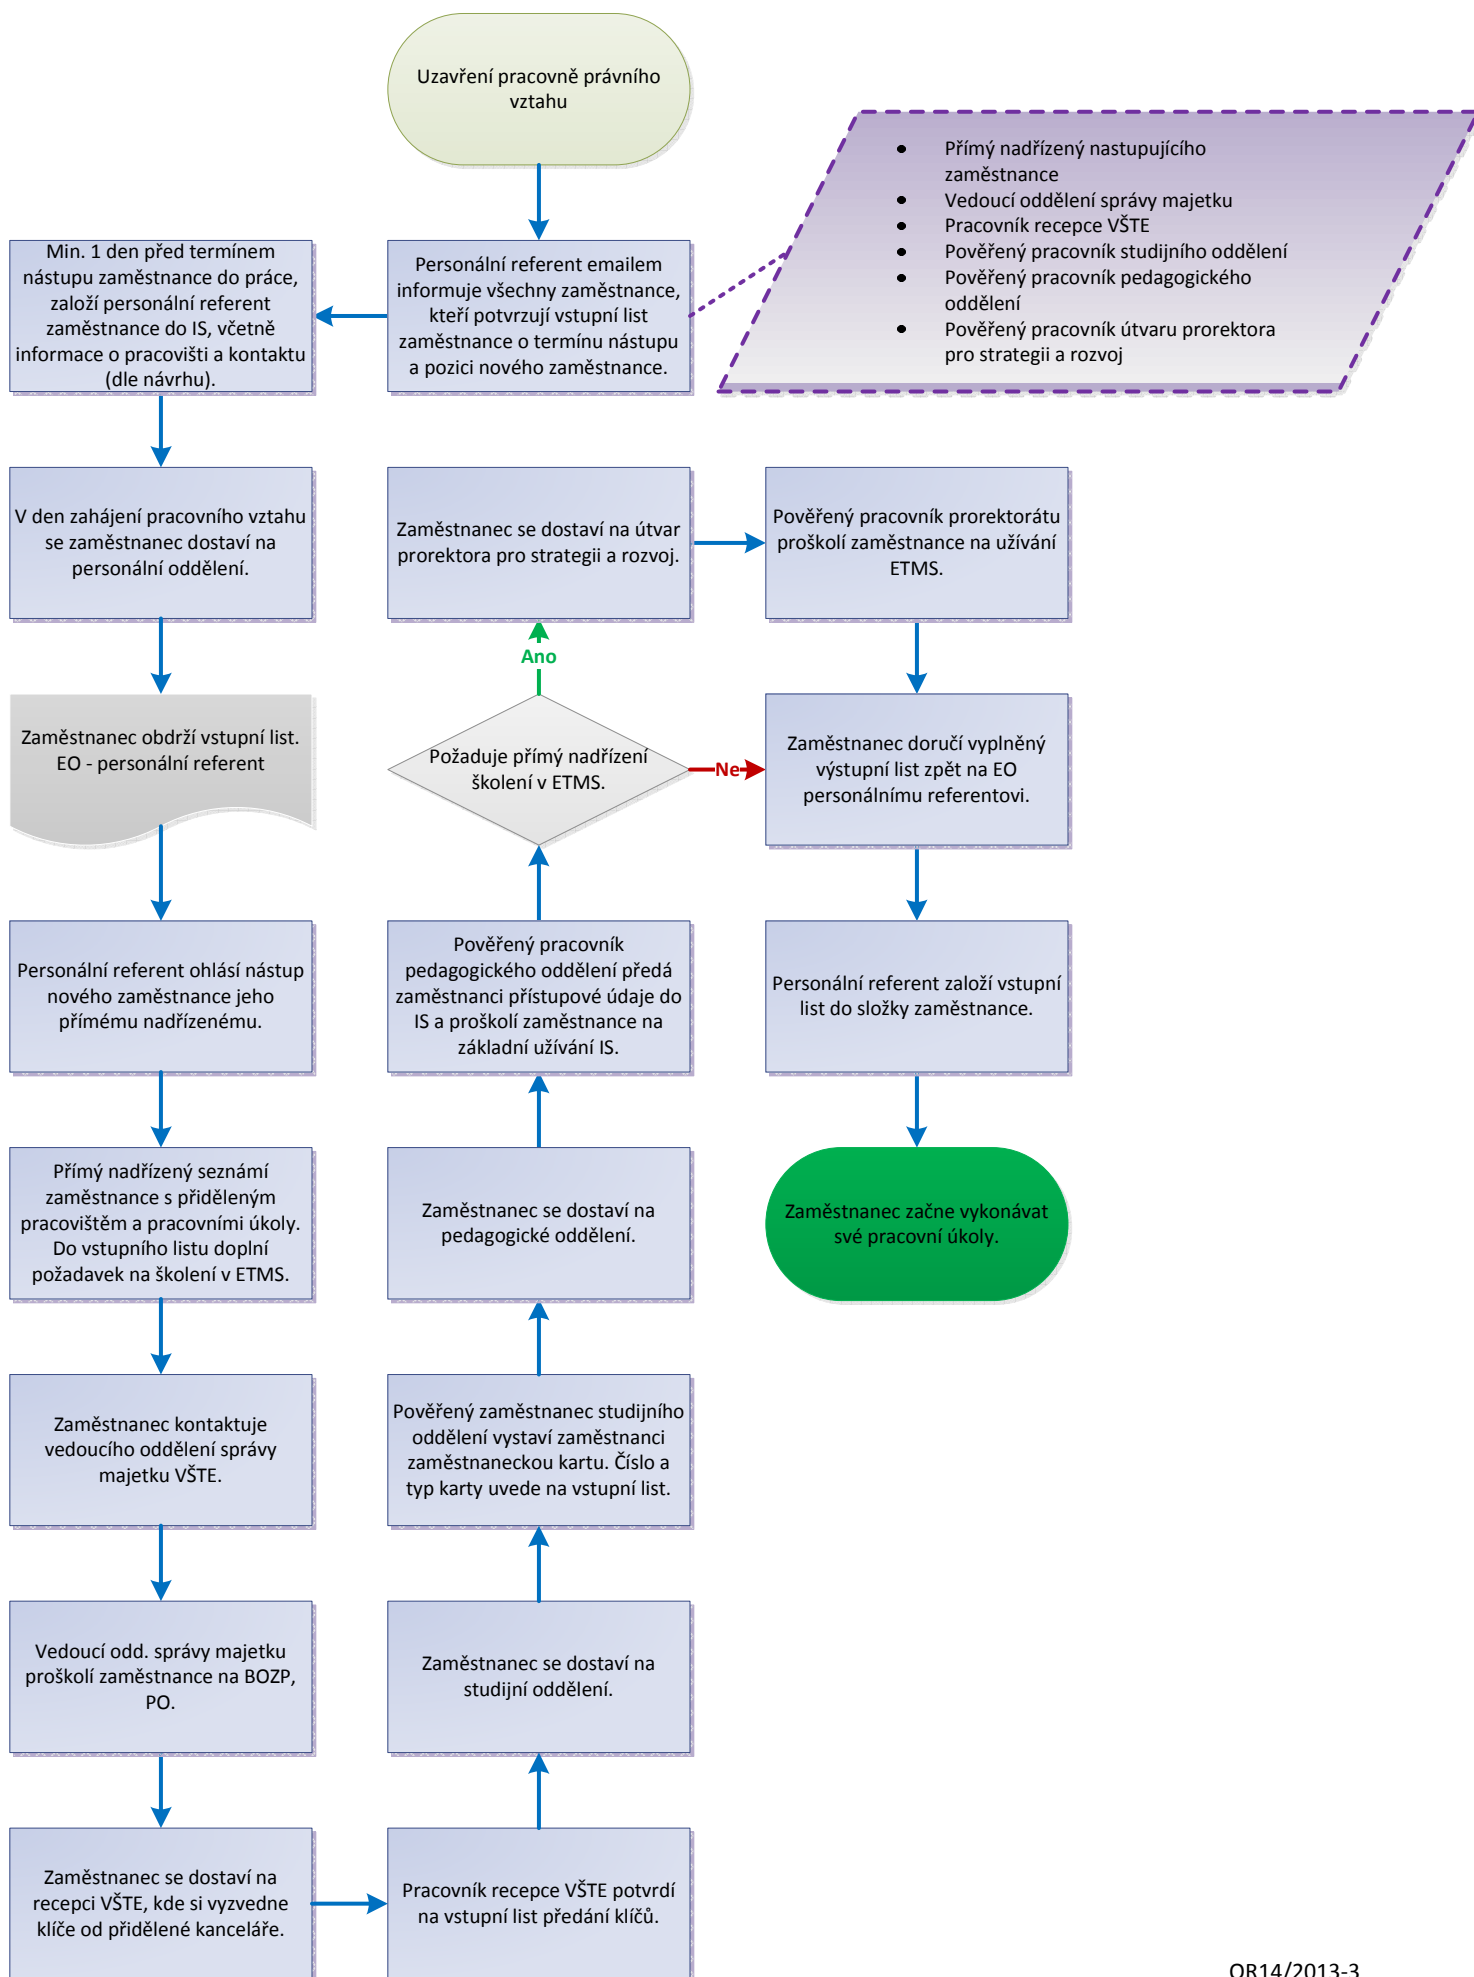 Uzavření pracovně právního
vztahu
• Přímý nadřízený nastupujícího
zaměstnance
• Vedoucí oddělení správy majetku
• Pracovník recepce VŠTE
• Pověřený pracovník studijního oddělení
• Pověřený pracovník pedagogického
oddělení
• Pověřený pracovník útvaru prorektora
pro strategii a rozvoj
Personální referent emailem
informuje všechny zaměstnance,
kteří potvrzují vstupní list
zaměstnance o termínu nástupu
a pozici nového zaměstnance.
Min. 1 den před termínem
nástupu zaměstnance do práce,
založí personální referent
zaměstnance do IS, včetně
informace o pracovišti a kontaktu
(dle návrhu).
V den zahájení pracovního vztahu
se zaměstnanec dostaví na
personální oddělení.
Zaměstnanec obdrží vstupní list.
EO - personální referent
Personální referent ohlásí nástup
nového zaměstnance jeho
přímému nadřízenému.
Přímý nadřízený seznámí
zaměstnance s přiděleným
pracovištěm a pracovními úkoly.
Do vstupního listu doplní
požadavek na školení v ETMS.
Zaměstnanec kontaktuje
vedoucího oddělení správy
majetku VŠTE.
Vedoucí odd. správy majetku
proškolí zaměstnance na BOZP,
PO.
Zaměstnanec se dostaví na
recepci VŠTE, kde si vyzvedne
klíče od přidělené kanceláře.
Pracovník recepce VŠTE potvrdí
na vstupní list předání klíčů.
Zaměstnanec se dostaví na
studijní oddělení.
Pověřený zaměstnanec studijního
oddělení vystaví zaměstnanci
zaměstnaneckou kartu. Číslo a
typ karty uvede na vstupní list.
Zaměstnanec se dostaví na
pedagogické oddělení.
Pověřený pracovník
pedagogického oddělení předá
zaměstnanci přístupové údaje do
IS a proškolí zaměstnance na
základní užívání IS.
Požaduje přímý nadřízení
školení v ETMS.
Ano
Ne
Zaměstnanec se dostaví na útvar
prorektora pro strategii a rozvoj.
Pověřený pracovník prorektorátu
proškolí zaměstnance na užívání
ETMS.
Zaměstnanec doručí vyplněný
výstupní list zpět na EO
personálnímu referentovi.
Personální referent založí vstupní
list do složky zaměstnance.
Zaměstnanec začne vykonávat
své pracovní úkoly.
OR14/2013-3